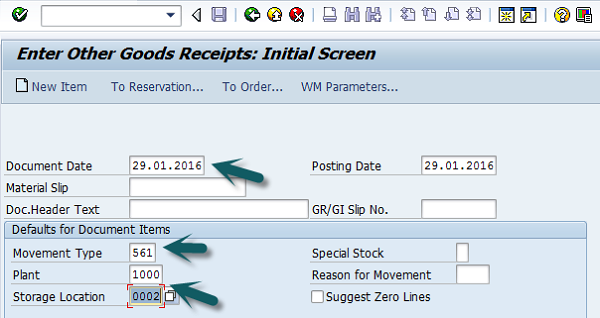 Enter Other Goods Receipts: Initial Screen
New Item To Reservation... To Order... WM Parameters...
Document Date 29.01.2016 Posting Date 29.01.2016
Material Slip
Doc.Header Text GR/GI Slip No.
Defaults for Document Items
Movement Type 561 Special Stock
Plant 1000 Reason for Movement
Storage Location 0002 Suggest Zero Lines